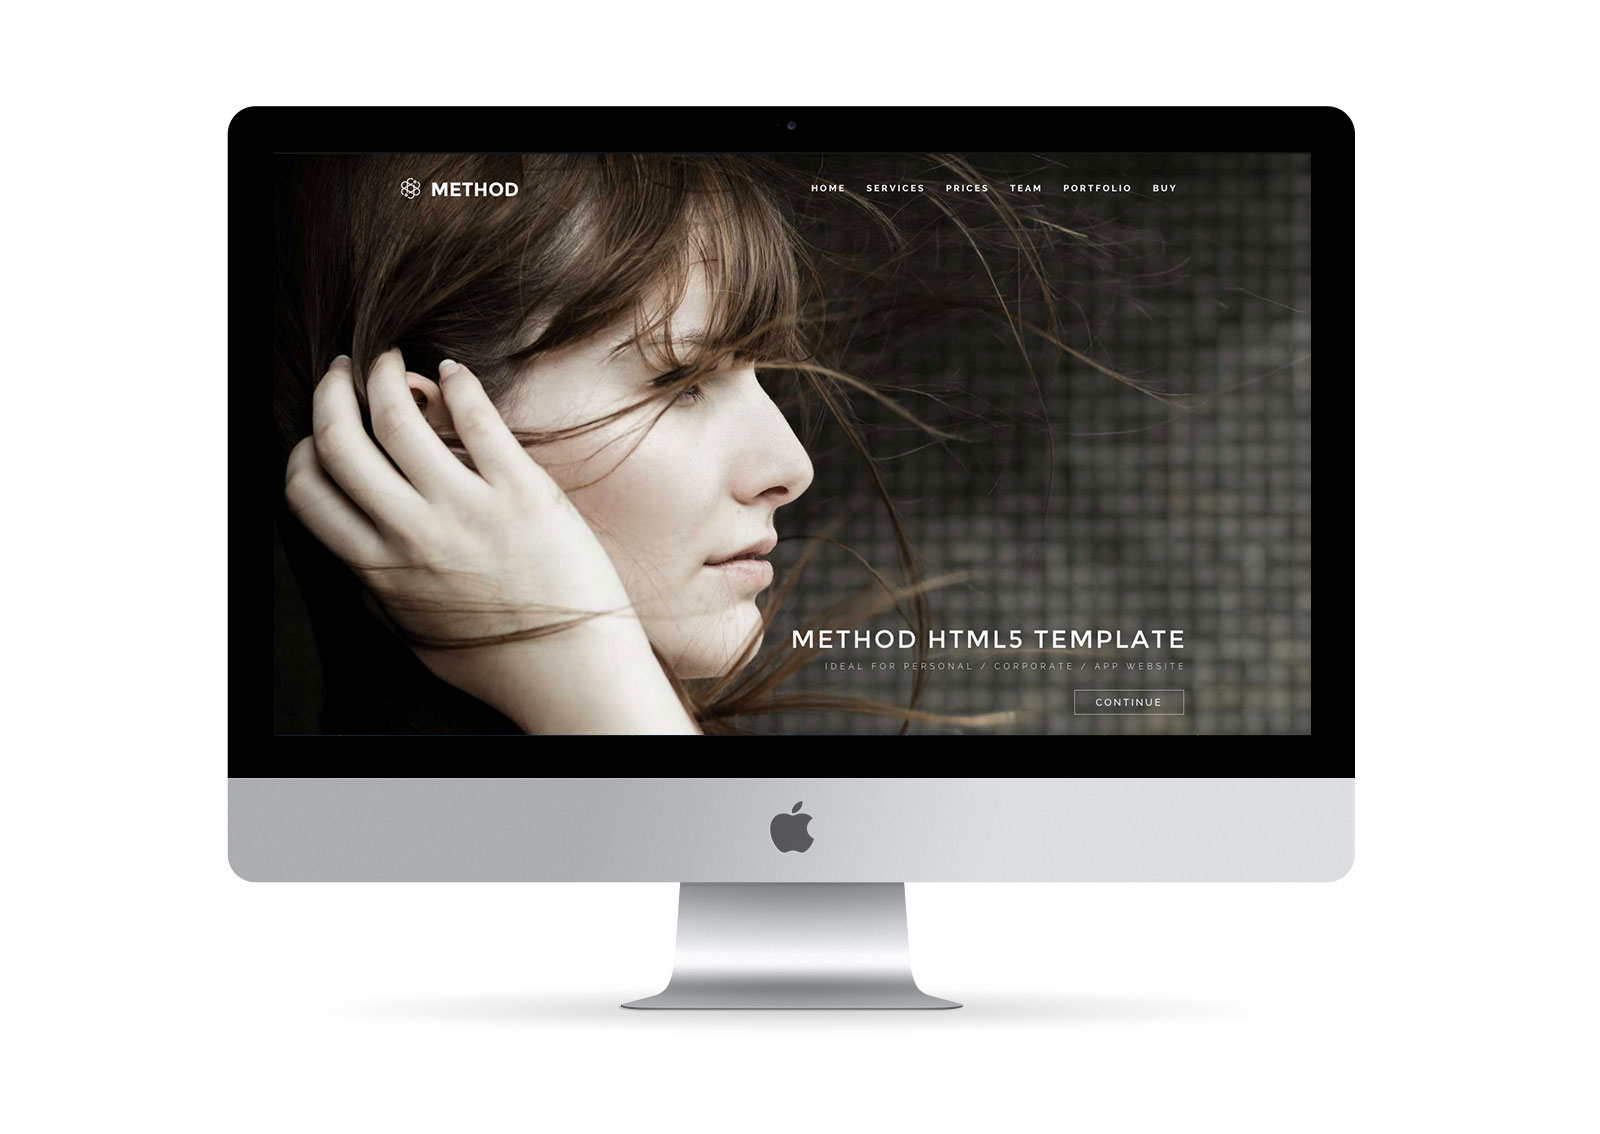 METHOD
HOME SERVICES PRICES TEAM PORTFOLIO BUY
METHOD HTML5 TEMPLATE
IDEAL FOR PERSONAL / CORPORATE / APP WEBSITE
CONTINUE